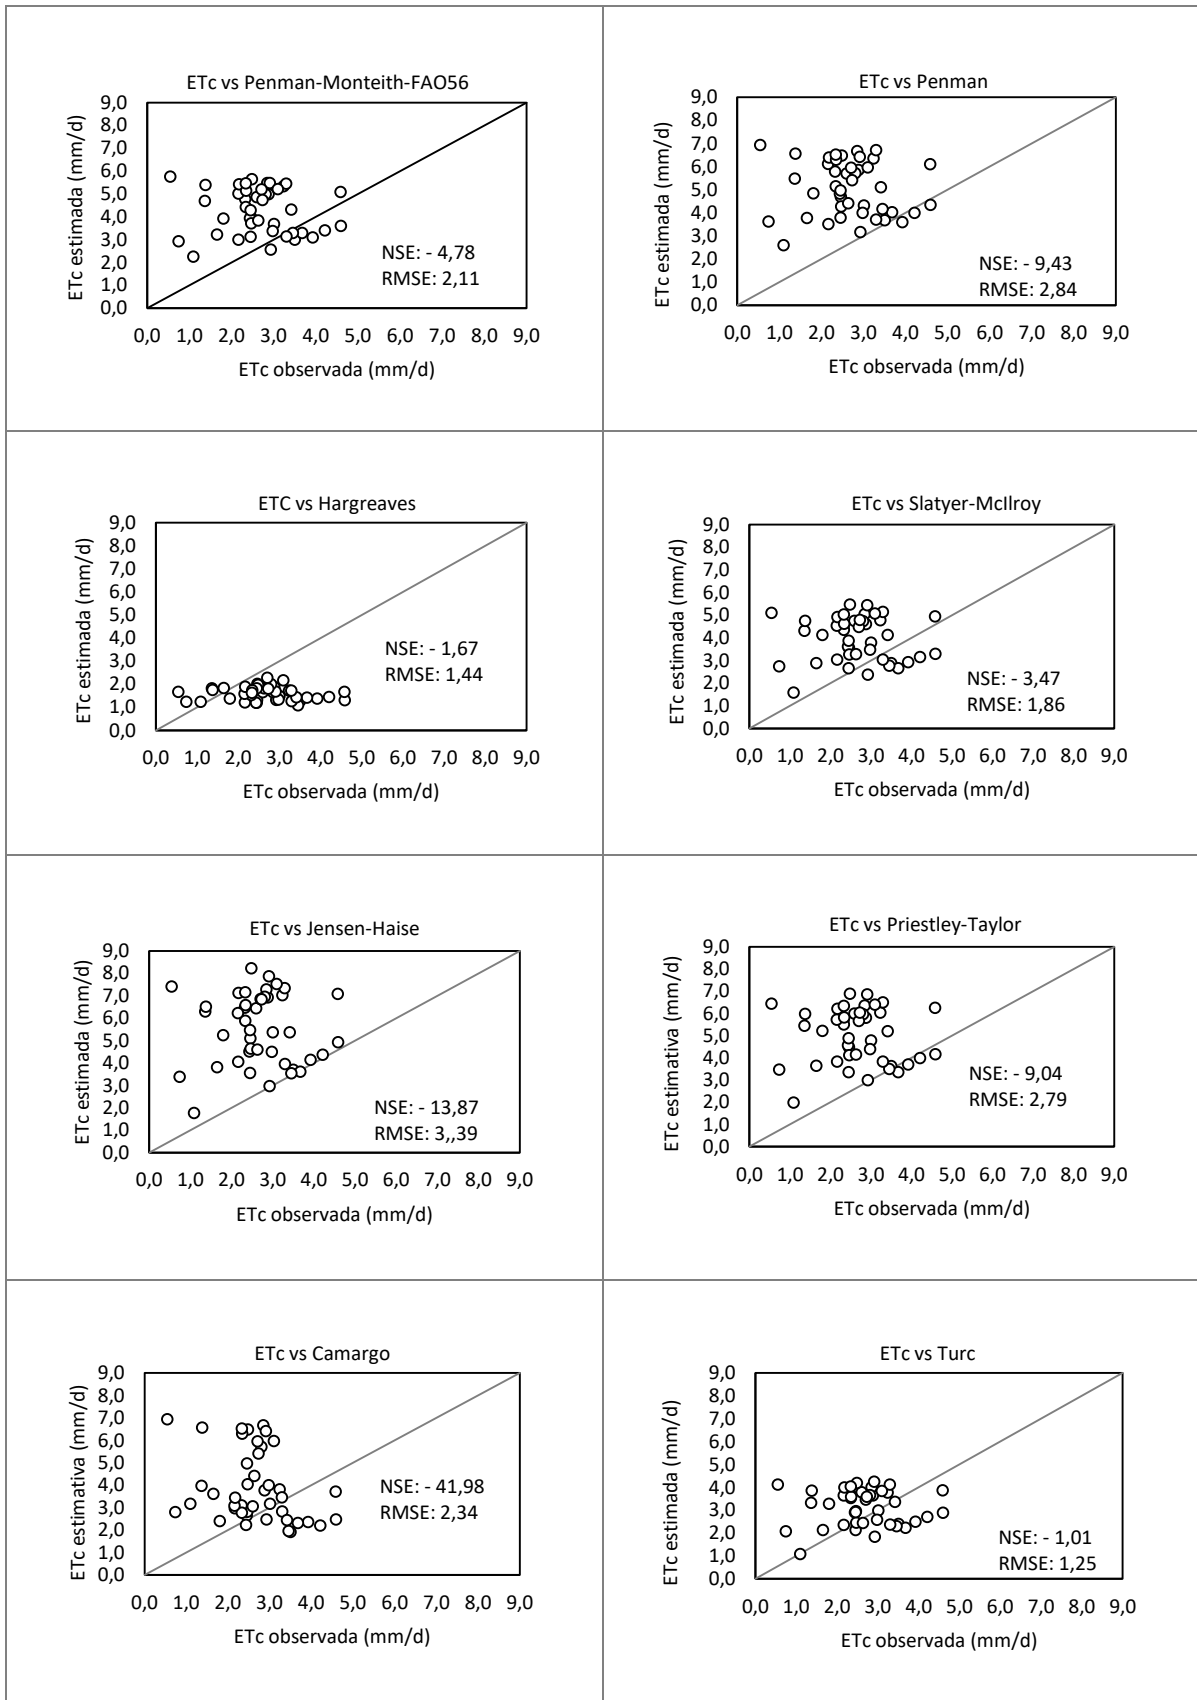 ETc vs Penman-Monteith-FAO56
ETc estimada (mm/d)
9,0
8,0
7,0
6,0
5,0
4,0
3,0
2,0
1,0
0,0
NSE: - 4,78
RMSE: 2,11
0,0 1,0 2,0 3,0 4,0 5,0 6,0 7,0 8,0 9,0
ETc observada (mm/d)
ETc vs Penman
ETc estimada (mm/d)
9,0
8,0
7,0
6,0
5,0
4,0
3,0
2,0
1,0
0,0
NSE: - 9,43
RMSE: 2,84
0,0 1,0 2,0 3,0 4,0 5,0 6,0 7,0 8,0 9,0
ETc observada (mm/d)
ETC vs Hargreaves
ETc estimada (mm/d)
9,0
8,0
7,0
6,0
5,0
4,0
3,0
2,0
1,0
0,0
NSE: - 1,67
RMSE: 1,44
0,0 1,0 2,0 3,0 4,0 5,0 6,0 7,0 8,0 9,0
ETc observada (mm/d)
ETc vs Slatyer-McIlroy
ETc estimada (mm/d)
9,0
8,0
7,0
6,0
5,0
4,0
3,0
2,0
1,0
0,0
NSE: - 3,47
RMSE: 1,86
0,0 1,0 2,0 3,0 4,0 5,0 6,0 7,0 8,0 9,0
ETc observada (mm/d)
ETc vs Jensen-Haise
ETc estimada (mm/d)
9,0
8,0
7,0
6,0
5,0
4,0
3,0
2,0
1,0
0,0
NSE: - 13,87
RMSE: 3,,39
0,0 1,0 2,0 3,0 4,0 5,0 6,0 7,0 8,0 9,0
ETc observada (mm/d)
ETc vs Priestley-Taylor
ETc estimativa (mm/d)
9,0
8,0
7,0
6,0
5,0
4,0
3,0
2,0
1,0
0,0
NSE: - 9,04
RMSE: 2,79
0,0 1,0 2,0 3,0 4,0 5,0 6,0 7,0 8,0 9,0
ETc observada (mm/d)
ETc vs Camargo
ETc estimativa (mm/d)
9,0
8,0
7,0
6,0
5,0
4,0
3,0
2,0
1,0
0,0
NSE: - 41,98
RMSE: 2,34
0,0 1,0 2,0 3,0 4,0 5,0 6,0 7,0 8,0 9,0
ETc observada (mm/d)
ETc vs Turc
ETc estimada (mm/d)
9,0
8,0
7,0
6,0
5,0
4,0
3,0
2,0
1,0
0,0
NSE: - 1,01
RMSE: 1,25
0,0 1,0 2,0 3,0 4,0 5,0 6,0 7,0 8,0 9,0
ETc observada (mm/d)